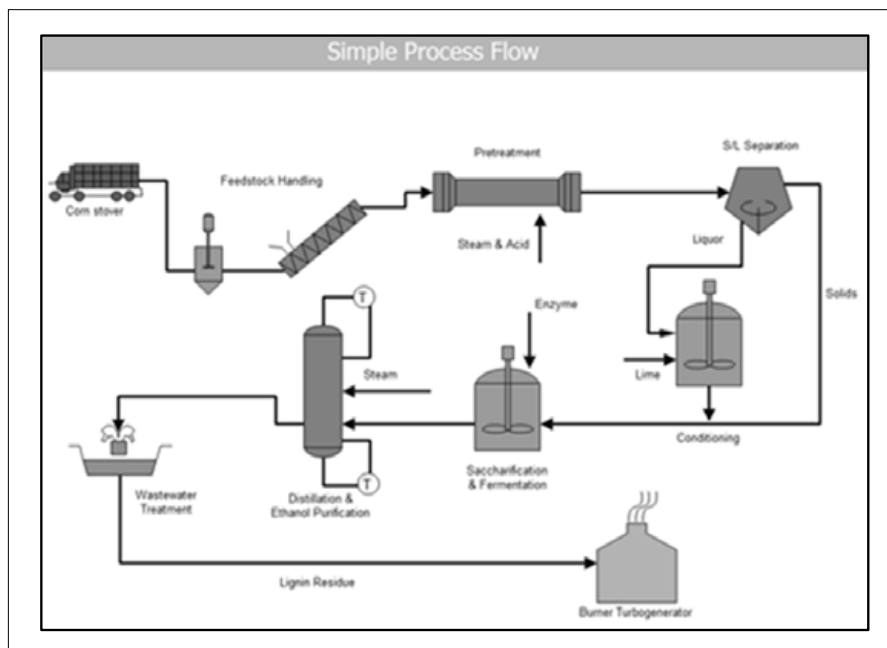 Simple Process Flow
S/L Separation
Pretreatment
Feedstock Handling
Corn stover
Liquor
Steam & Acid
Solids
T
Enzyme
Steam
Lime
Conditioning
Saccharification
& Fermentation
T
Wastewater
Treatment
Distillation &
Ethanol Purification
Lignin Residue
Burner Turbogenerator